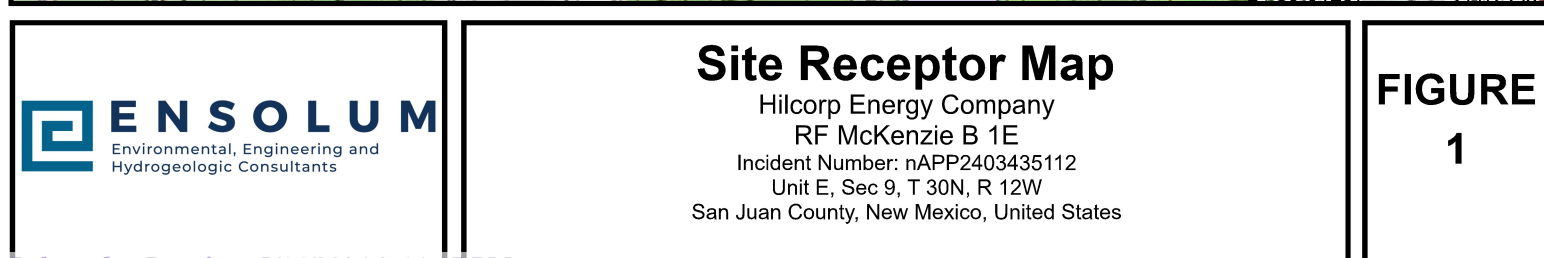 ENSOLUM
Environmental, Engineering and
Hydrogeologic Consultants
Site Receptor Map
Hilcorp Energy Company
RF McKenzie B 1E
Incident Number: nAPP2403435112
Unit E, Sec 9, T 30N, R 12W
San Juan County, New Mexico, United States
FIGURE
1